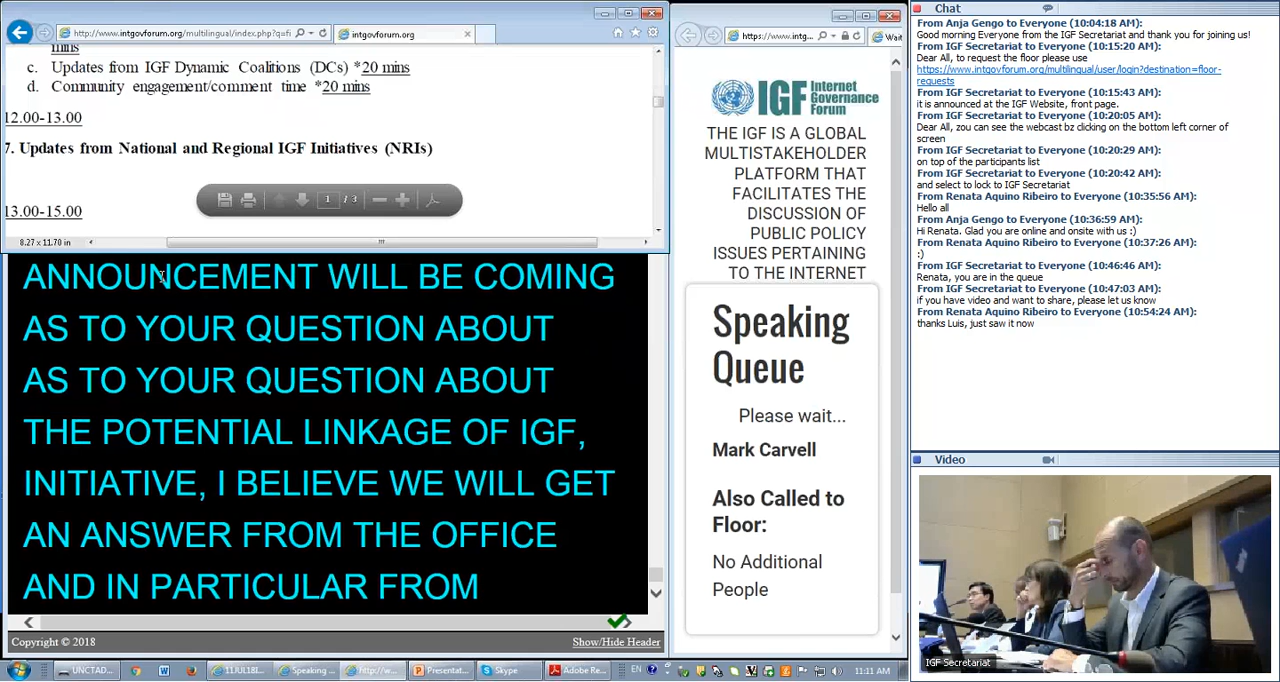 http://www.intgovforum.org/multilingual/index.php?q=fi
intgovforum.org
mins
c. Updates from IGF Dynamic Coalitions (DCs) *20 mins
d. Community engagement/comment time *20 mins
12.00-13.00
7. Updates from National and Regional IGF Initiatives (NRIs)
1 / 3
13.00-15.00
8.27 x 11.70 in
ANNOUNCEMENT WILL BE COMING
AS TO YOUR QUESTION ABOUT
AS TO YOUR QUESTION ABOUT
THE POTENTIAL LINKAGE OF IGF,
INITIATIVE, I BELIEVE WE WILL GET
AN ANSWER FROM THE OFFICE
AND IN PARTICULAR FROM
Copyright © 2018
Show/Hide Header
https://www.intg...
Wait
IGF Internet
Governance
Forum
THE IGF IS A GLOBAL
MULTISTAKEHOLDER
PLATFORM THAT
FACILITATES THE
DISCUSSION OF
PUBLIC POLICY
ISSUES PERTAINING
TO THE INTERNET
Speaking
Queue
Please wait...
Mark Carvell
Also Called to
Floor:
No Additional
People
Chat
From Anja Gengo to Everyone (10:04:18 AM):
Good morning Everyone from the IGF Secretariat and thank you for joining us!
From IGF Secretariat to Everyone (10:15:20 AM):
Dear All, to request the floor please use
https://www.intgovforum.org/multilingual/user/login?destination=floor-
requests
From IGF Secretariat to Everyone (10:15:43 AM):
it is announced at the IGF Website, front page.
From IGF Secretariat to Everyone (10:20:05 AM):
Dear All, zou can see the webcast bz clicking on the bottom left corner of
screen
From IGF Secretariat to Everyone (10:20:29 AM):
on top of the participants list
From IGF Secretariat to Everyone (10:20:42 AM):
and select to lock to IGF Secretariat
From Renata Aquino Ribeiro to Everyone (10:35:56 AM):
Hello all
From Anja Gengo to Everyone (10:36:59 AM):
Hi Renata. Glad you are online and onsite with us :)
From Renata Aquino Ribeiro to Everyone (10:37:26 AM):
:)
From IGF Secretariat to Everyone (10:46:46 AM):
Renata, you are in the queue
From IGF Secretariat to Everyone (10:47:03 AM):
if you have video and want to share, please let us know
From Renata Aquino Ribeiro to Everyone (10:54:24 AM):
thanks Luis, just saw it now
Video
IGF Secretariat
UNCTAD...
11JUL18I...
Speaking ...
http://w...
Presentat...
Skype
Adobe Re...
EN
11:11 AM